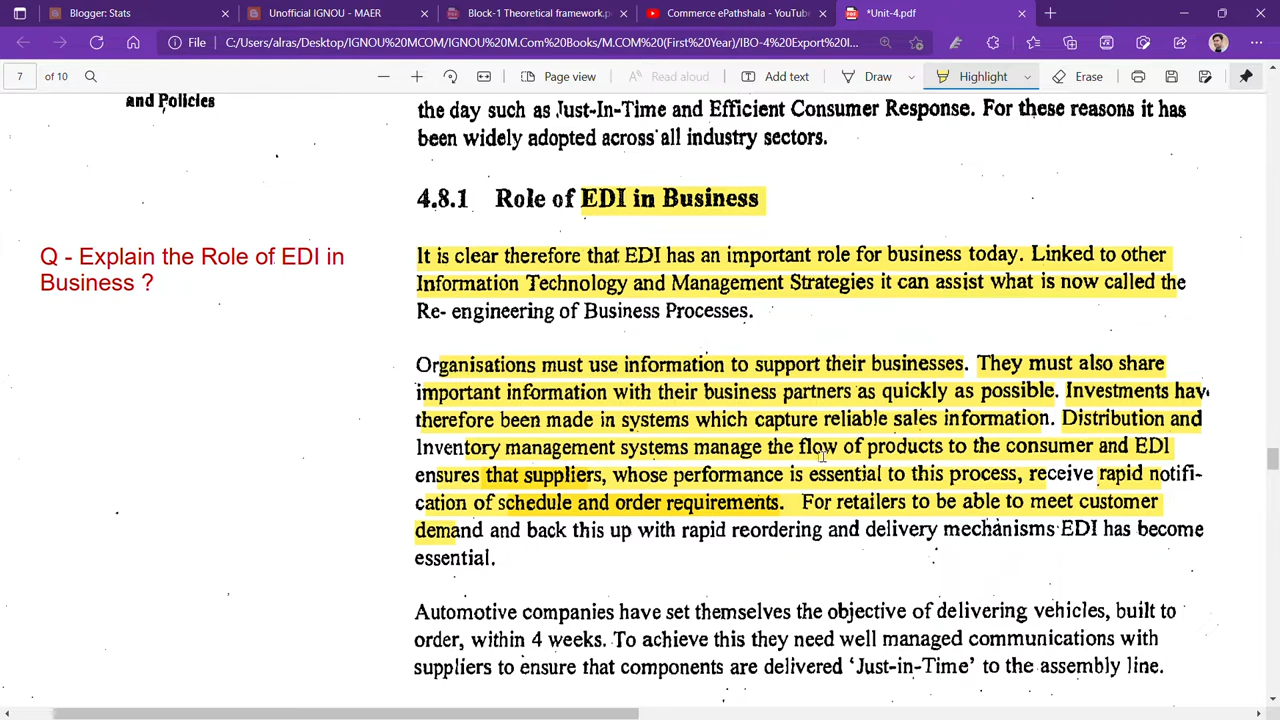 Blogger: Stats
Unofficial IGNOU - MAER
Block-1 Theoretical framework.p
Commerce ePathshala - YouTube
*Unit-4.pdf
File
C:/Users/alras/Desktop/IGNOU%20MCOM/IGNOU%20M.Com%20Books/M.COM%20(First%20Year)/IBO-4%20Export%20I...
7 of 10
Page view
Read aloud
Add text
Draw
Highlight
Erase
and Policies
the day such as Just-In-Time and Efficient Consumer Response. For these reasons it has
been widely adopted across all industry sectors.
4.8.1 Role of EDI in Business
Q - Explain the Role of EDI in
Business ?
It is clear therefore that EDI has an important role for business today. Linked to other
Information Technology and Management Strategies it can assist what is now called the
Re- engineering of Business Processes.
Organisations must use information to support their businesses. They must also share
important information with their business partners as quickly as possible. Investments hav
therefore been made in systems which capture reliable sales information. Distribution and
Inventory management systems manage the flow of products to the consumer and EDI
ensures that suppliers, whose performance is essential to this process, receive rapid notifi-
cation of schedule and order requirements. For retailers to be able to meet customer
demand and back this up with rapid reordering and delivery mechanisms EDI has become
essential.
Automotive companies have set themselves the objective of delivering vehicles, built to
order, within 4 weeks. To achieve this they need well managed communications with
suppliers to ensure that components are delivered 'Just-in-Time' to the assembly line.